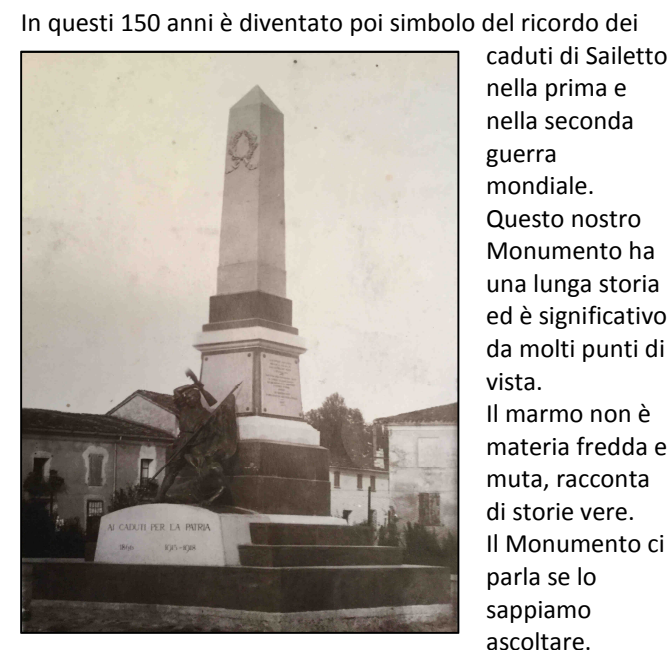 In questi 150 anni è diventato poi simbolo del ricordo dei
caduti di Sailetto
nella prima e
nella seconda
guerra
mondiale.
Questo nostro
Monumento ha
una lunga storia
ed è significativo
da molti punti di
vista.
Il marmo non è
materia fredda e
muta, racconta
di storie vere.
Il Monumento ci
parla se lo
sappiamo
ascoltare.
AI CADUTI PER LA PATRIA
1866 1915-1918